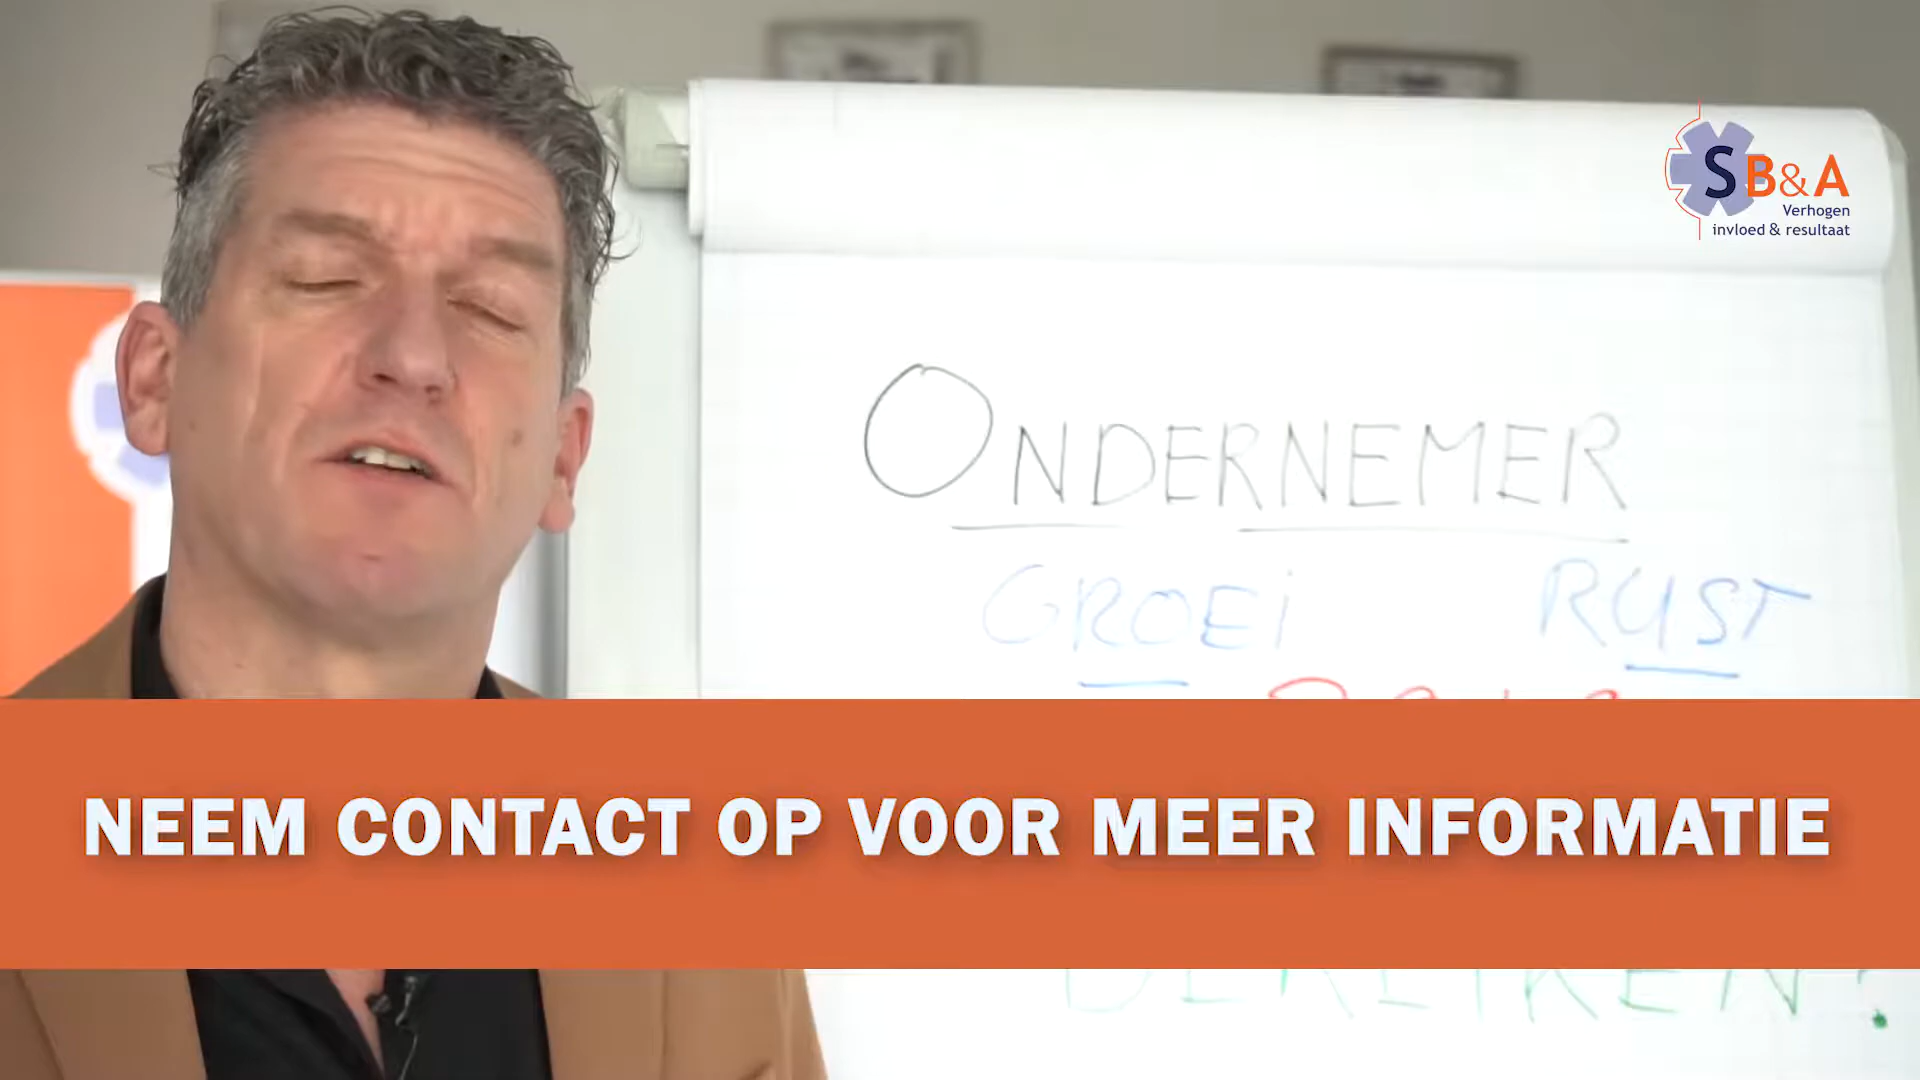 SB&A
Verhogen
invloed & resultaat
ONDERNEMER
GROEi RUST
NEEM CONTACT OP VOOR MEER INFORMATIE